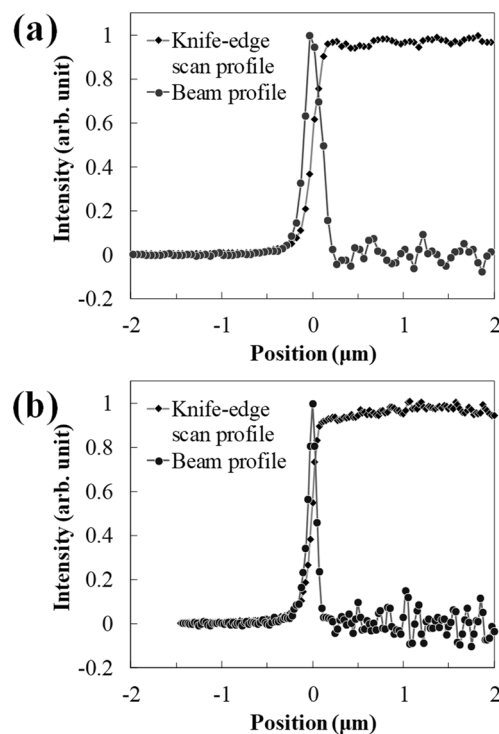 (a)
Knife-edge
scan profile
Beam profile
Intensity (arb. unit)
1
0.8
0.6
0.4
0.2
0
-0.2
-2 -1 0 1 2
Position (μm)
(b)
Knife-edge
scan profile
Beam profile
Intensity (arb. unit)
1
0.8
0.6
0.4
0.2
0
-0.2
-2 -1 0 1 2
Position (μm)